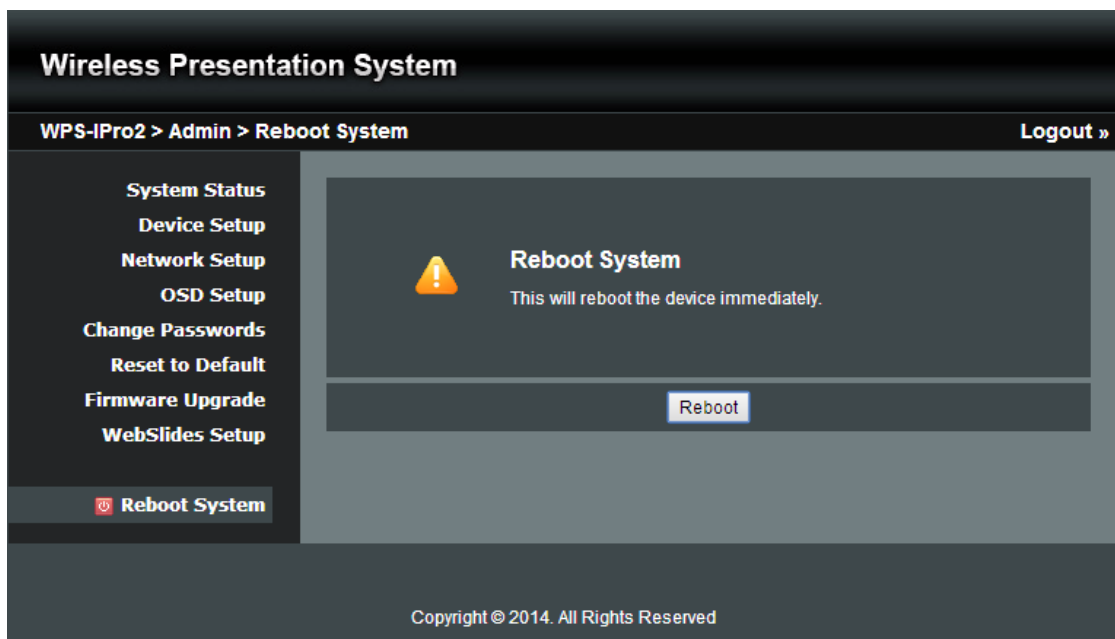 Wireless Presentation System
WPS-IPro2 > Admin > Reboot System
Logout »
System Status
Device Setup
Network Setup
OSD Setup
Change Passwords
Reset to Default
Firmware Upgrade
WebSlides Setup
Reboot System
Reboot System
This will reboot the device immediately.
Reboot
Copyright © 2014. All Rights Reserved